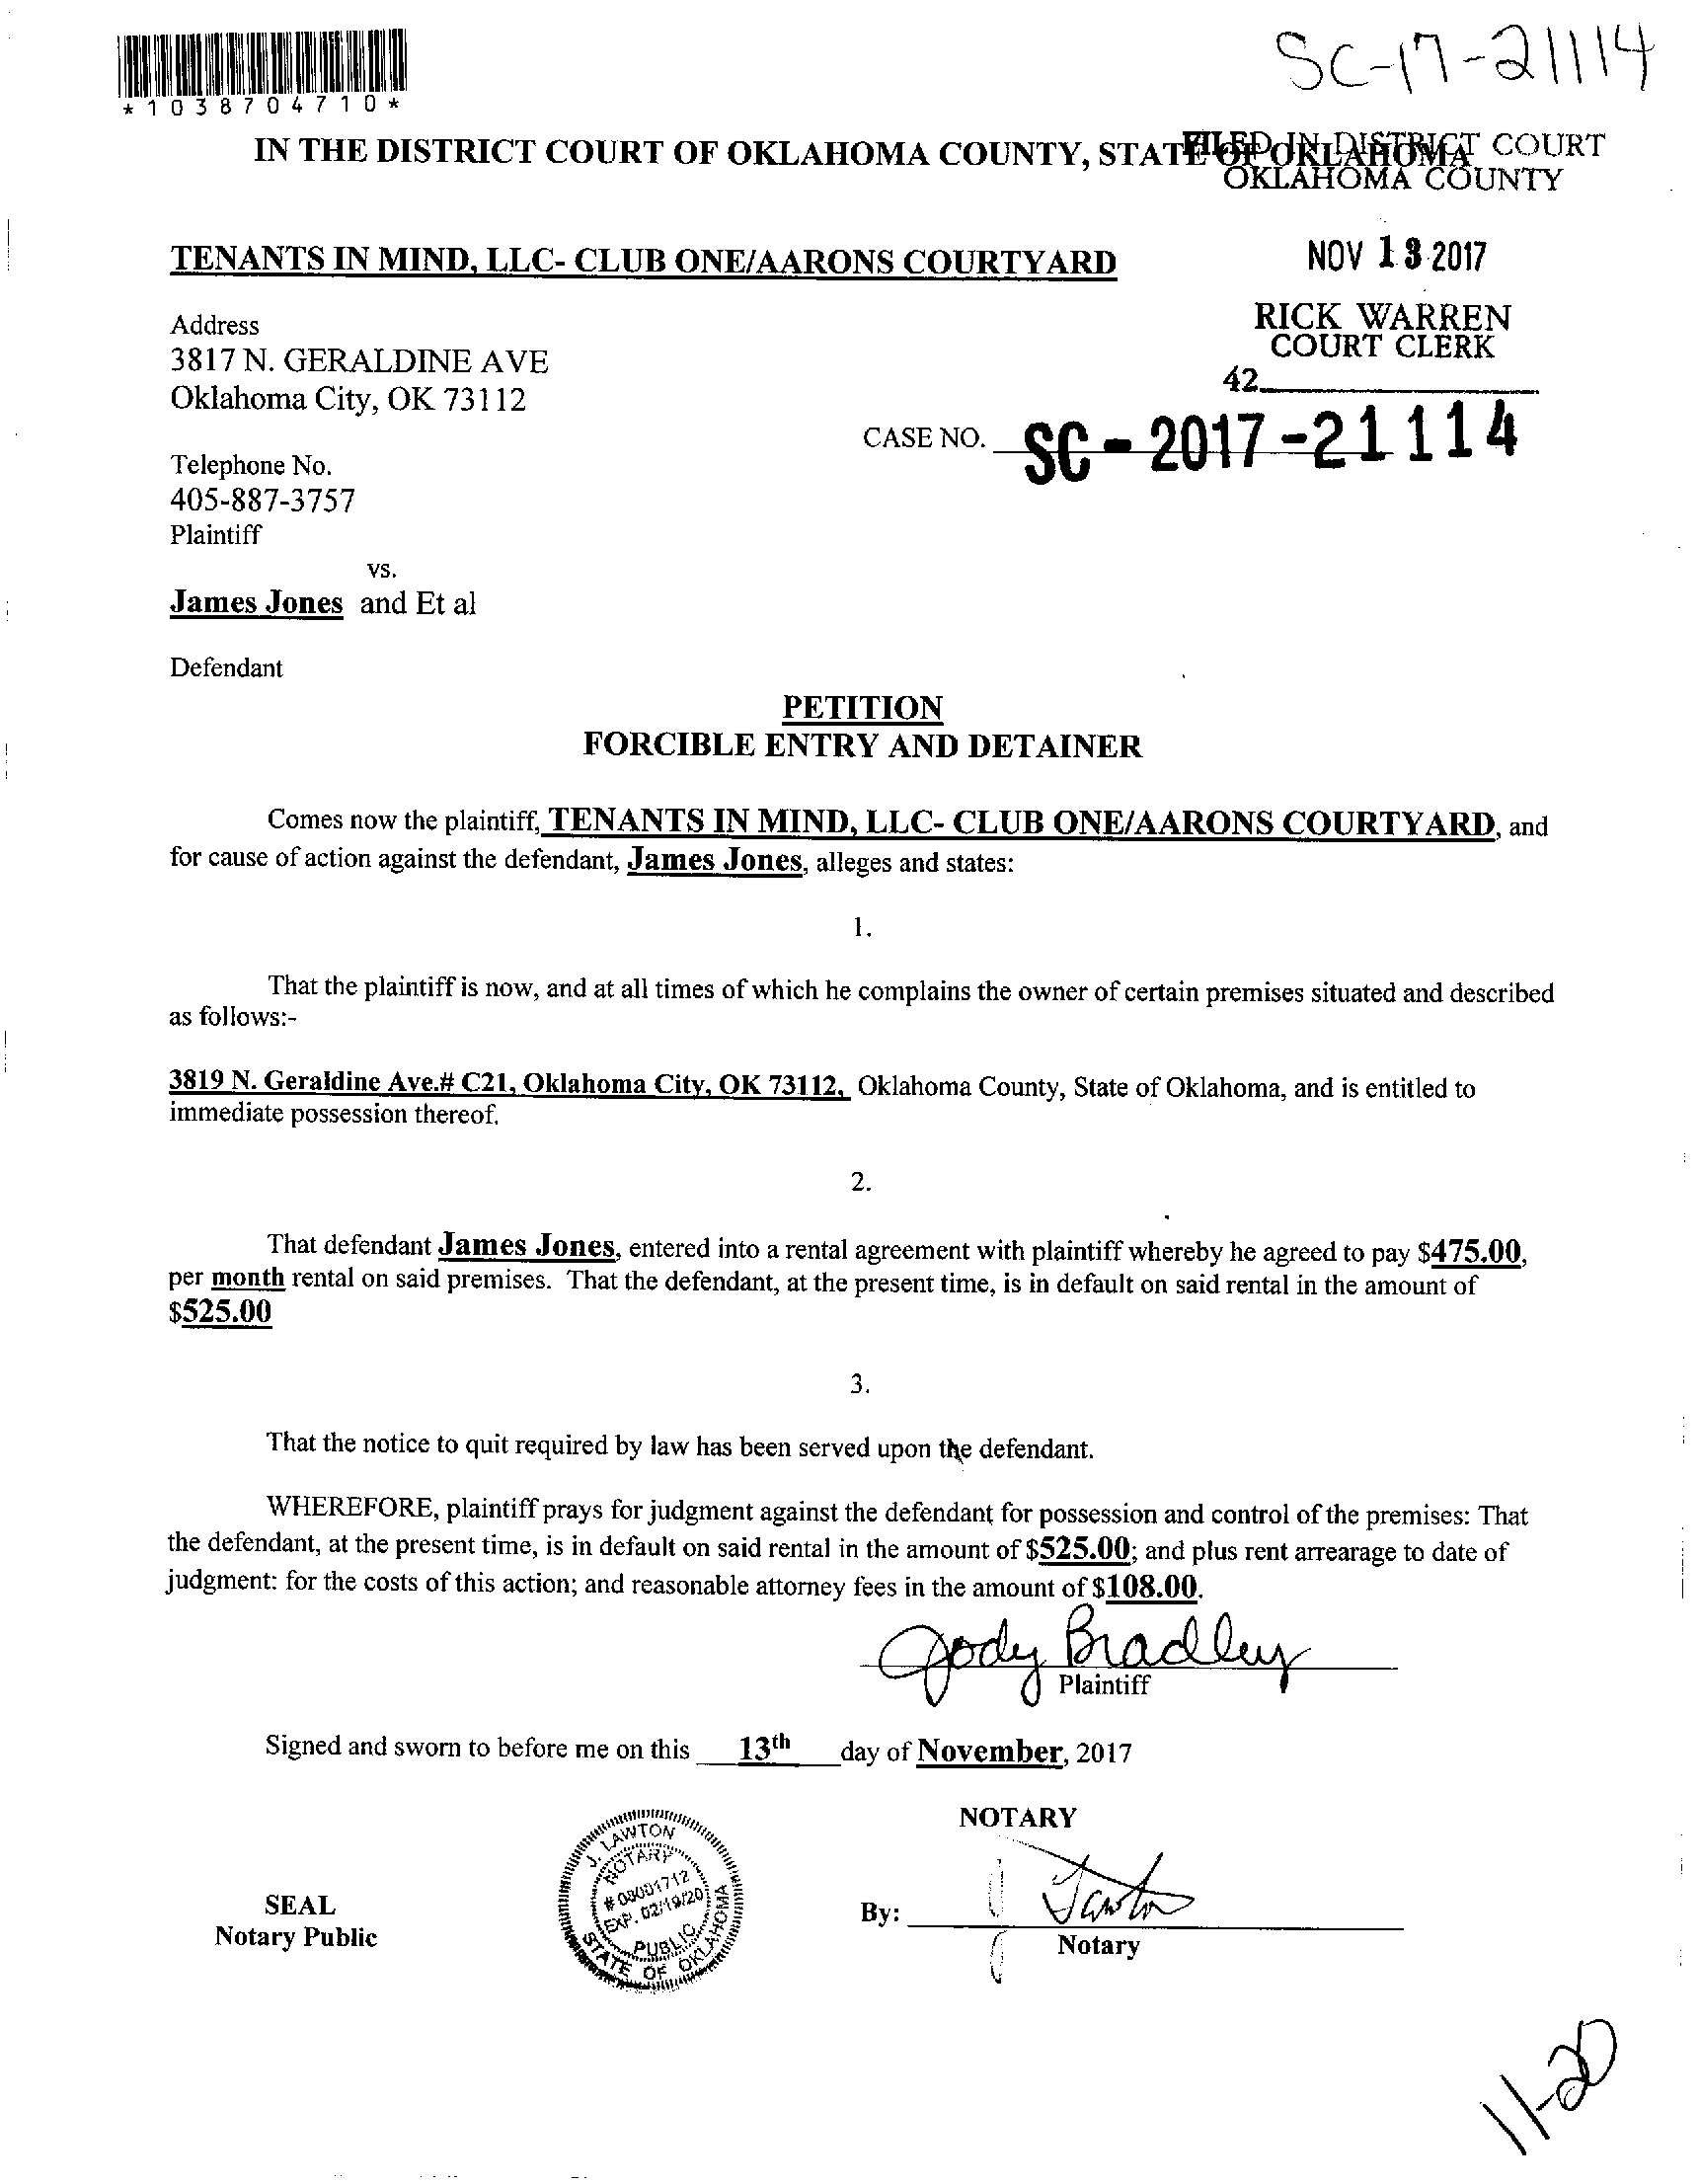 SC-17-21114
*1038704710*
IN THE DISTRICT COURT OF OKLAHOMA COUNTY, STATE OF OKLAHOMA
FILED IN DISTRICT COURT
OKLAHOMA COUNTY
TENANTS IN MIND, LLC- CLUB ONE/AARONS COURTYARD
NOV 13 2017
RICK WARREN
COURT CLERK
42
Address
3817 N. GERALDINE AVE
Oklahoma City, OK 73112
CASE NO. SC - 2017 - 21114
Telephone No.
405-887-3757
Plaintiff
vs.
James Jones and Et al
Defendant
PETITION
FORCIBLE ENTRY AND DETAINER
Comes now the plaintiff, TENANTS IN MIND, LLC- CLUB ONE/AARONS COURTYARD, and
for cause of action against the defendant, James Jones, alleges and states:
1.
That the plaintiff is now, and at all times of which he complains the owner of certain premises situated and described
as follows:-
3819 N. Geraldine Ave.# C21, Oklahoma City, OK 73112, Oklahoma County, State of Oklahoma, and is entitled to
immediate possession thereof.
2.
That defendant James Jones, entered into a rental agreement with plaintiff whereby he agreed to pay $475.00,
per month rental on said premises. That the defendant, at the present time, is in default on said rental in the amount of
$525.00
3.
That the notice to quit required by law has been served upon the defendant.
WHEREFORE, plaintiff prays for judgment against the defendant for possession and control of the premises: That
the defendant, at the present time, is in default on said rental in the amount of $525.00; and plus rent arrearage to date of
judgment: for the costs of this action; and reasonable attorney fees in the amount of $108.00.
Jody Bradley
Plaintiff
Signed and sworn to before me on this 13th day of November, 2017
NOTARY
J. LAWTON
NOTARY
# 08001712
EXP. 02/19/20
PUBLIC
STATE OF OKLAHOMA
SEAL
Notary Public
By: Lawton
Notary
11-20